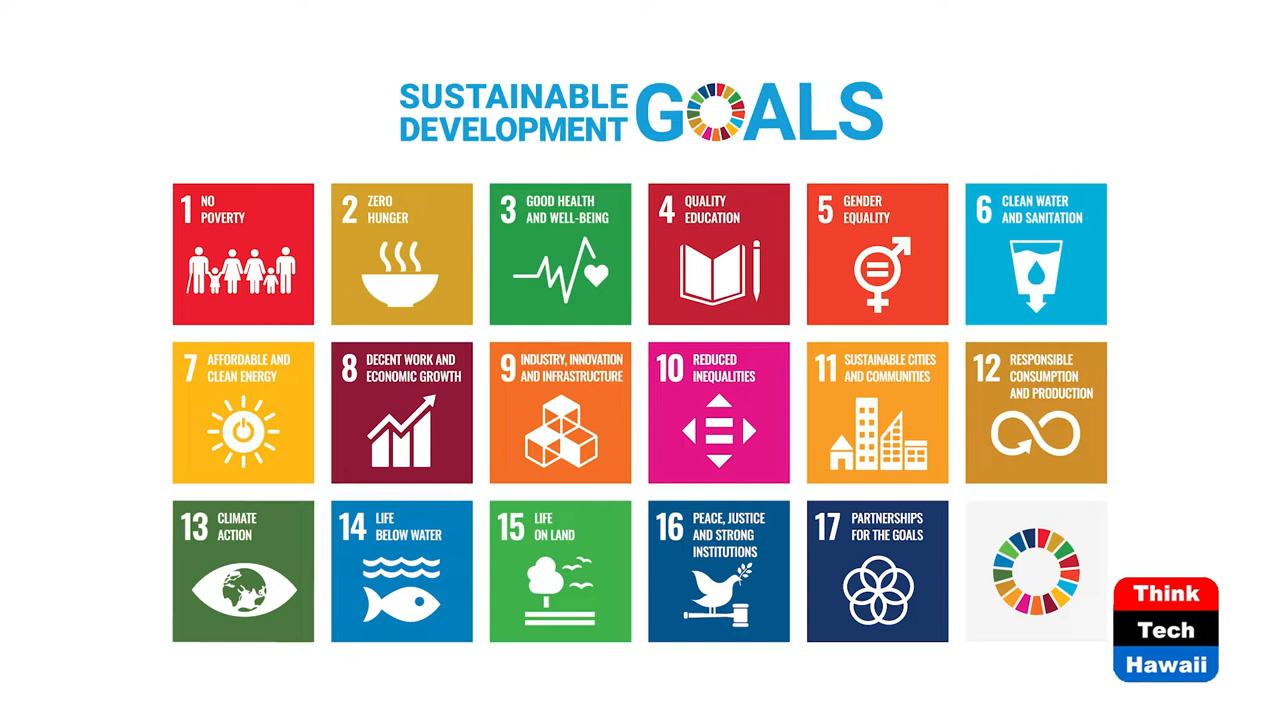 SUSTAINABLE
DEVELOPMENT
GOALS
1 NO
POVERTY
2 ZERO
HUNGER
3 GOOD HEALTH
AND WELL-BEING
4 QUALITY
EDUCATION
5 GENDER
EQUALITY
6 CLEAN WATER
AND SANITATION
7 AFFORDABLE AND
CLEAN ENERGY
8 DECENT WORK AND
ECONOMIC GROWTH
9 INDUSTRY, INNOVATION
AND INFRASTRUCTURE
10 REDUCED
INEQUALITIES
11 SUSTAINABLE CITIES
AND COMMUNITIES
12 RESPONSIBLE
CONSUMPTION
AND PRODUCTION
13 CLIMATE
ACTION
14 LIFE
BELOW WATER
15 LIFE
ON LAND
16 PEACE, JUSTICE
AND STRONG
INSTITUTIONS
17 PARTNERSHIPS
FOR THE GOALS
Think
Tech
Hawaii